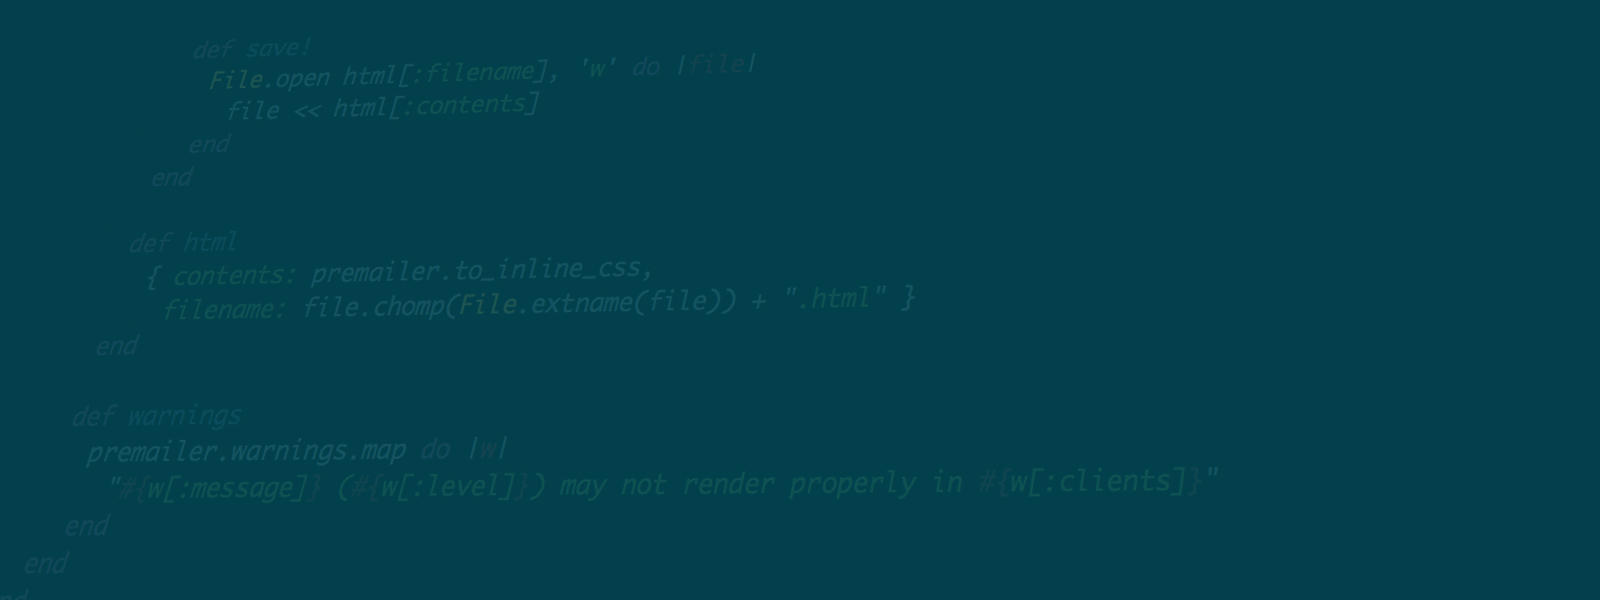 def save!
File.open html[:filename], 'w' do |file|
file << html[:contents]
end
end
def html
{ contents: premailer.to_inline_css,
filename: file.chomp(File.extname(file)) + ".html" }
end
def warnings
premailer.warnings.map do |w|
"#{w[:message]} (#{w[:level]}) may not render properly in #{w[:clients]}"
end
end